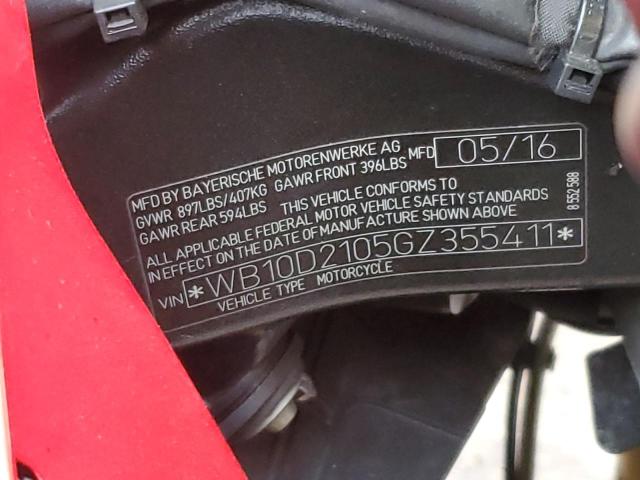 MFD BY BAYERISCHE MOTORENWERKE AG MFD 05/16
GVWR 897LBS/407KG GAWR FRONT 396LBS
GAWR REAR 594LBS THIS VEHICLE CONFORMS TO
ALL APPLICABLE FEDERAL MOTOR VEHICLE SAFETY STANDARDS
IN EFFECT ON THE DATE OF MANUFACTURE SHOWN ABOVE
VIN *WB10D2105GZ355411*
VEHICLE TYPE MOTORCYCLE
8 552 588